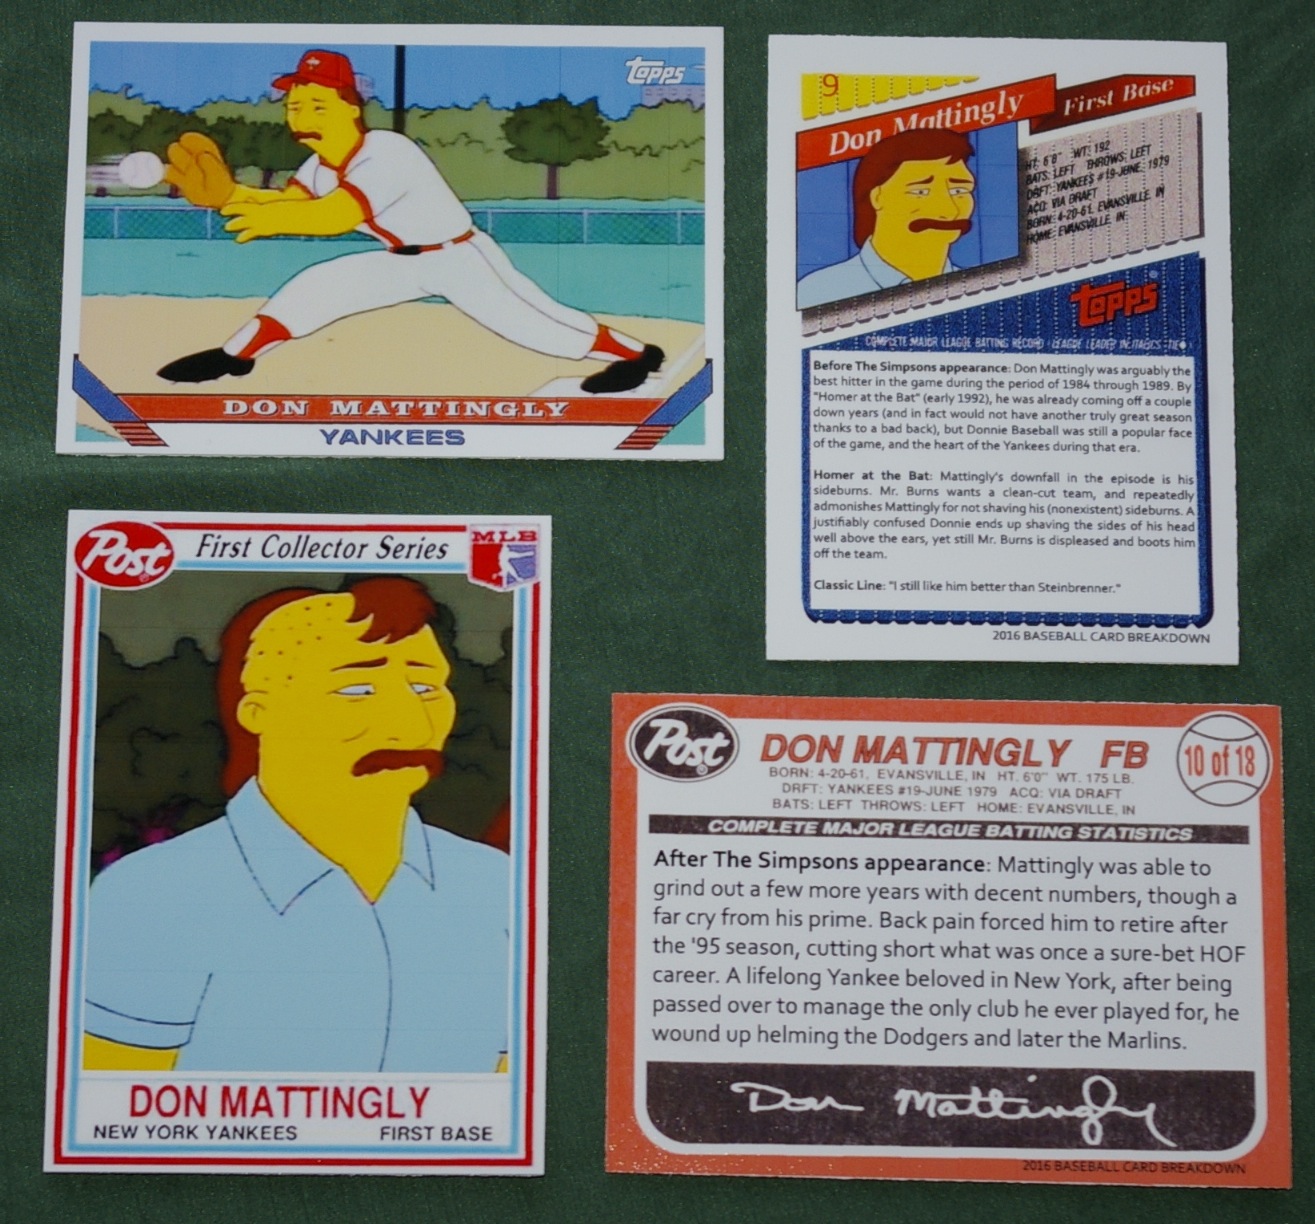 Topps
DON MATTINGLY
YANKEES
9
Don Mattingly
First Base
HT: 6'0" WT: 192
BATS: LEFT THROWS: LEFT
DRFT: YANKEES #19-JUNE, 1979
ACQ: VIA DRAFT
BORN: 4-20-61, EVANSVILLE, IN
HOME: EVANSVILLE, IN
Topps®
COMPLETE MAJOR LEAGUE BATTING RECORD LEAGUE LEADER IN ITALICS TIE◆
Before The Simpsons appearance: Don Mattingly was arguably the
best hitter in the game during the period of 1984 through 1989. By
"Homer at the Bat" (early 1992), he was already coming off a couple
down years (and in fact would not have another truly great season
thanks to a bad back), but Donnie Baseball was still a popular face
of the game, and the heart of the Yankees during that era.
Homer at the Bat: Mattingly's downfall in the episode is his
sideburns. Mr. Burns wants a clean-cut team, and repeatedly
admonishes Mattingly for not shaving his (nonexistent) sideburns. A
justifiably confused Donnie ends up shaving the sides of his head
well above the ears, yet still Mr. Burns is displeased and boots him
off the team.
Classic Line: "I still like him better than Steinbrenner."
2016 BASEBALL CARD BREAKDOWN
Post®
First Collector Series
MLB
DON MATTINGLY
NEW YORK YANKEES FIRST BASE
Post®
DON MATTINGLY FB
10 of 18
BORN: 4-20-61, EVANSVILLE, IN HT. 6'0" WT. 175 LB.
DRFT: YANKEES #19-JUNE 1979 ACQ: VIA DRAFT
BATS: LEFT THROWS: LEFT HOME: EVANSVILLE, IN
COMPLETE MAJOR LEAGUE BATTING STATISTICS
After The Simpsons appearance: Mattingly was able to
grind out a few more years with decent numbers, though a
far cry from his prime. Back pain forced him to retire after
the '95 season, cutting short what was once a sure-bet HOF
career. A lifelong Yankee beloved in New York, after being
passed over to manage the only club he ever played for, he
wound up helming the Dodgers and later the Marlins.
Don Mattingly
2016 BASEBALL CARD BREAKDOWN